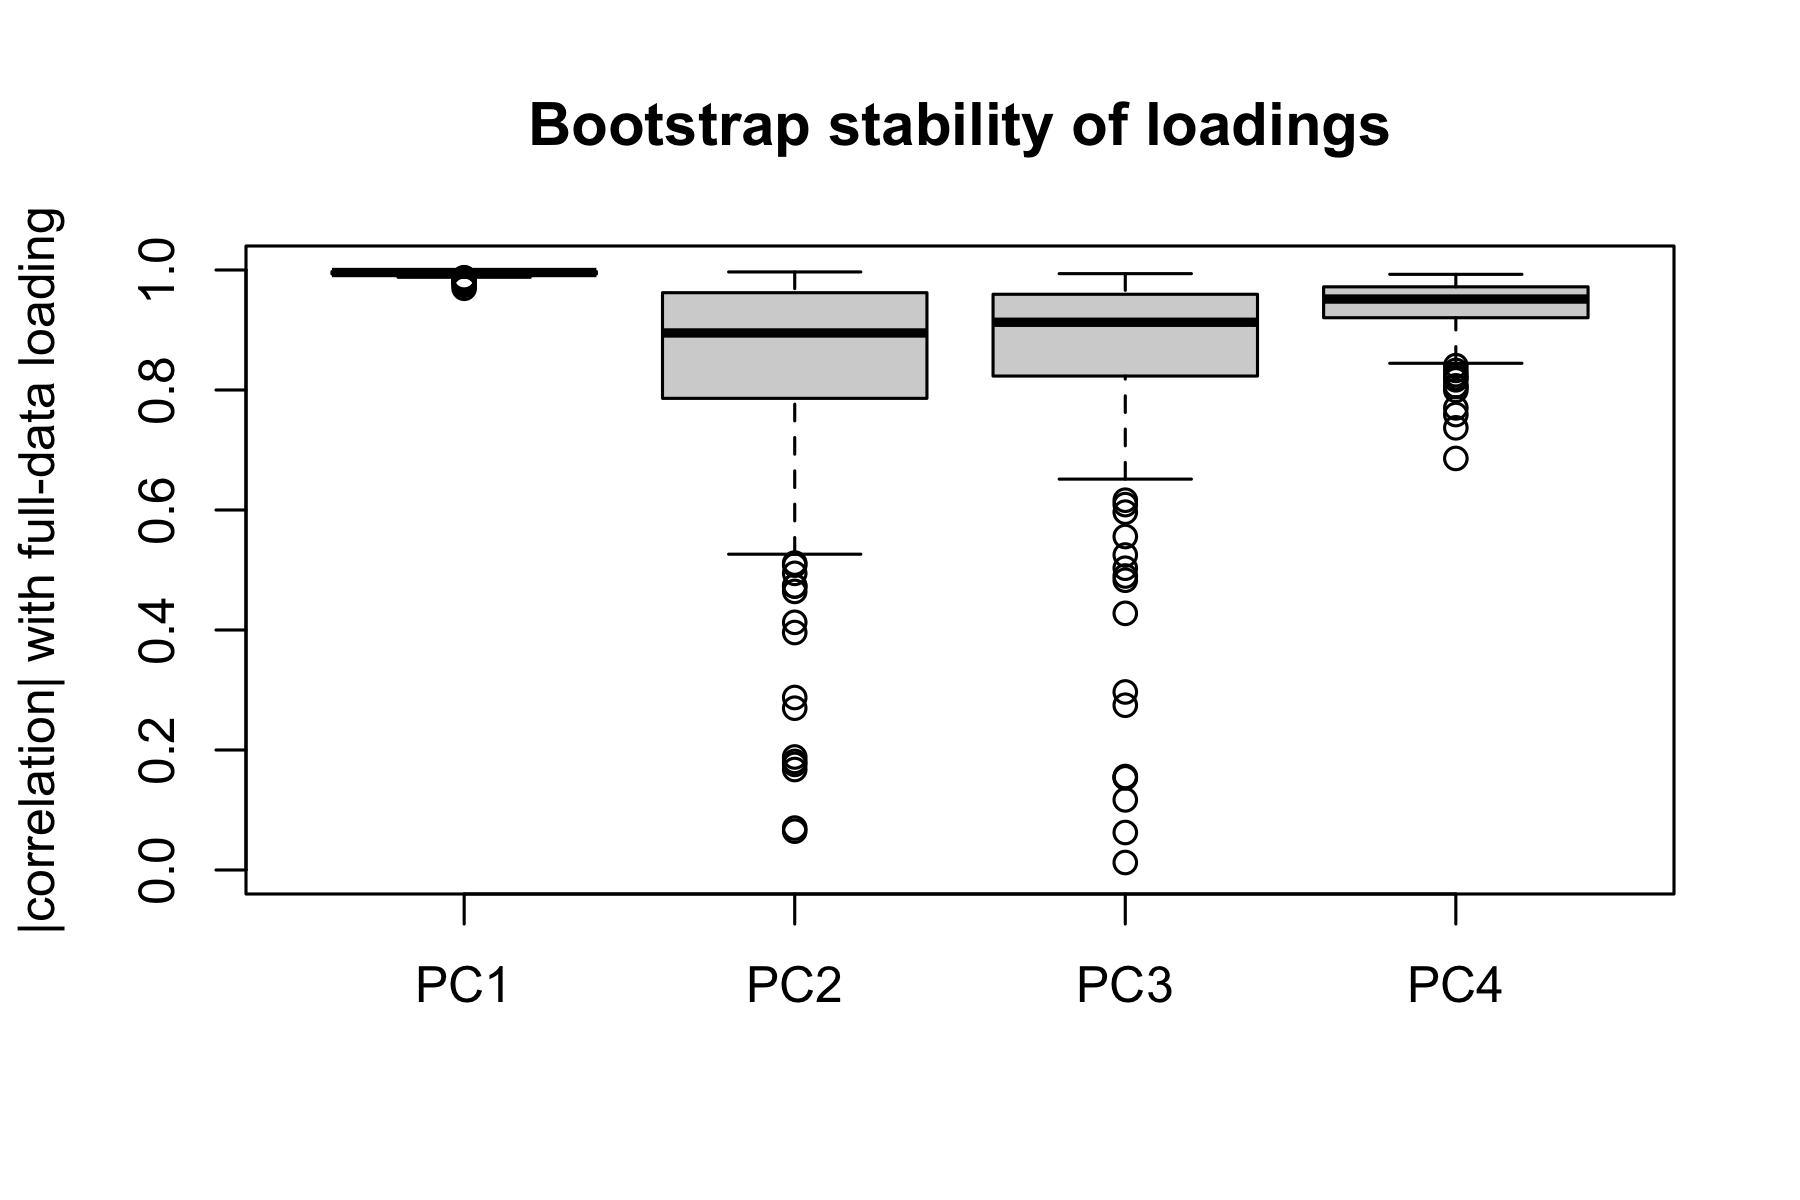 Bootstrap stability of loadings
|correlation| with full-data loading
1.0
0.8
0.6
0.4
0.2
0.0
PC1 PC2 PC3 PC4